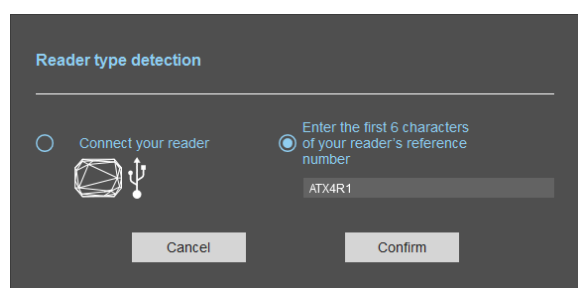 Reader type detection
Connect your reader
Enter the first 6 characters
of your reader's reference
number
ATX4R1
Cancel
Confirm